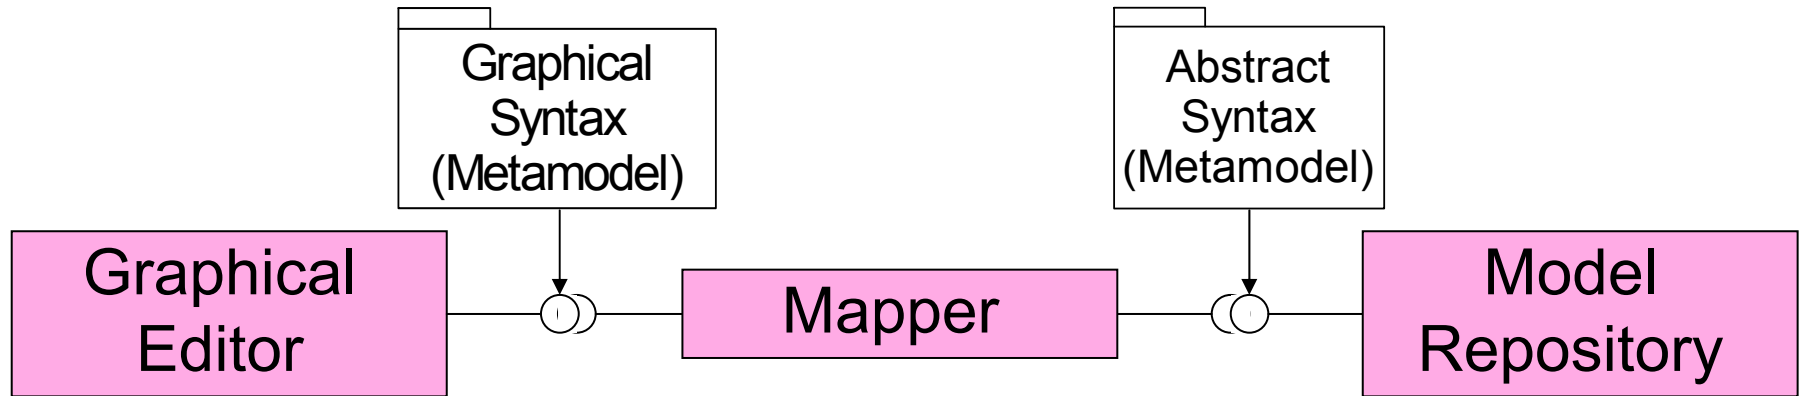 Graphical
Syntax
(Metamodel)
Abstract
Syntax
(Metamodel)
Graphical
Editor
Mapper
Model
Repository